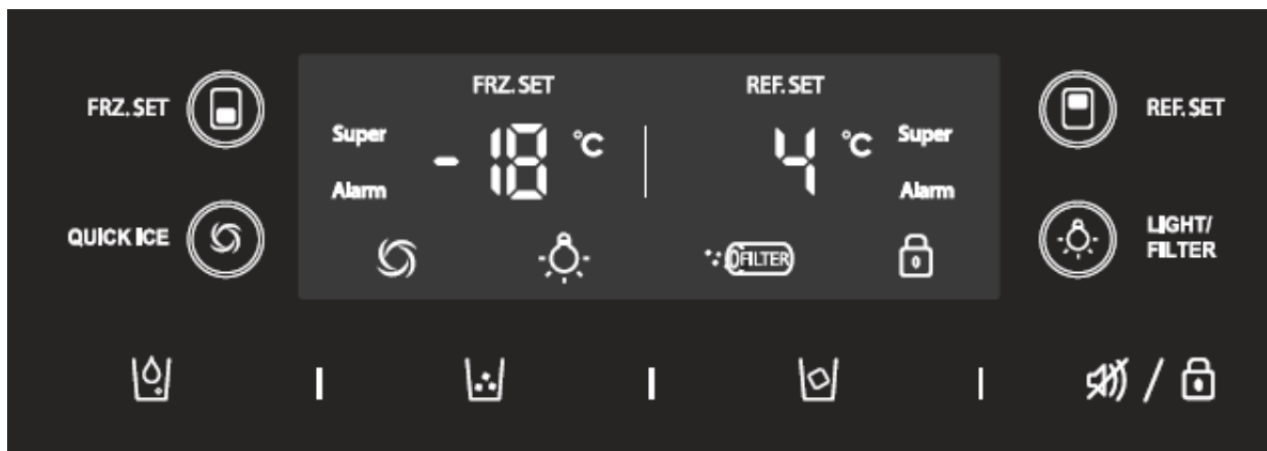 FRZ. SET
QUICK ICE
FRZ. SET
REF. SET
Super
-18 °C
Alarm
4 °C
Super
Alarm
FILTER
REF. SET
LIGHT/
FILTER
/